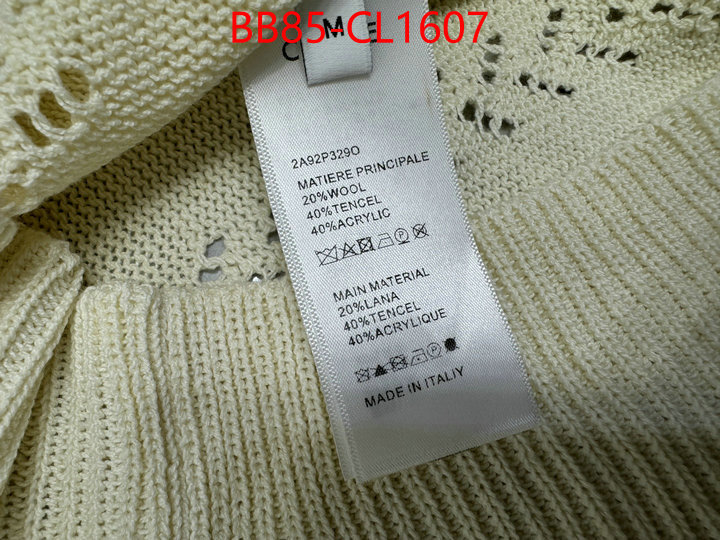 BB85-CL1607
M
C E
2A92P329O
MATIERE PRINCIPALE
20%WOOL
40%TENCEL
40%ACRYLIC
MAIN MATERIAL
20%LANA
40%TENCEL
40%ACRYLIQUE
MADE IN ITALIY